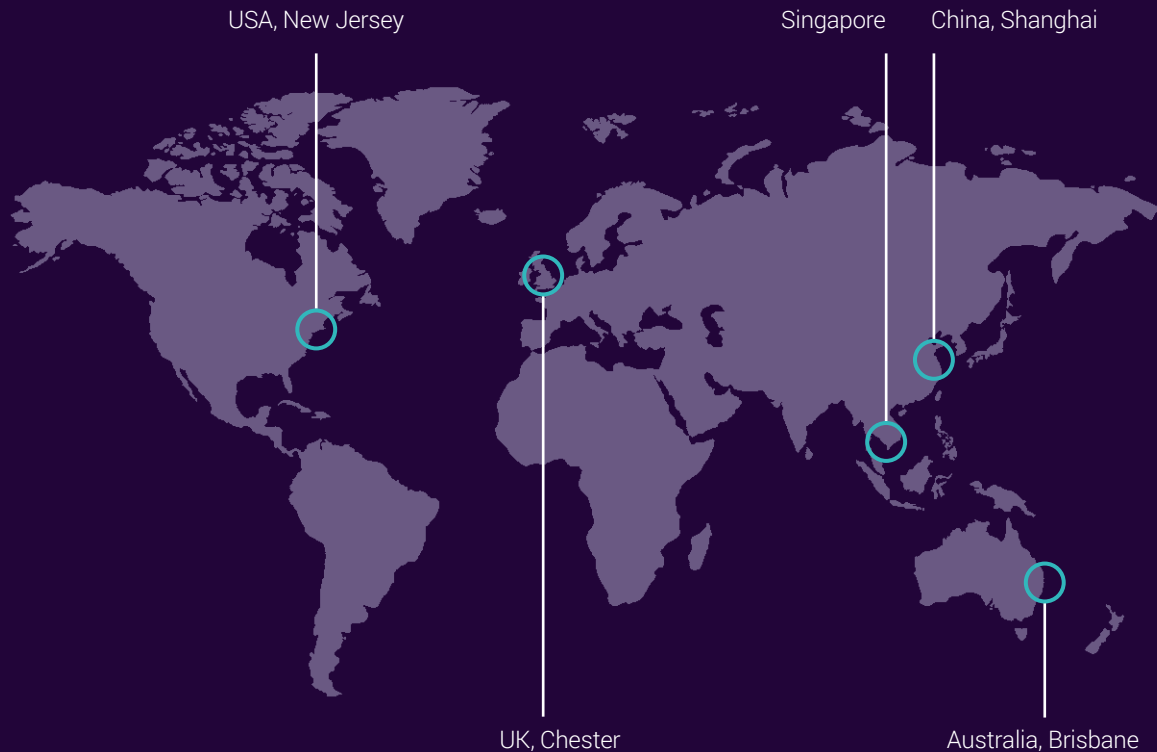 USA, New Jersey
Singapore
China, Shanghai
UK, Chester
Australia, Brisbane